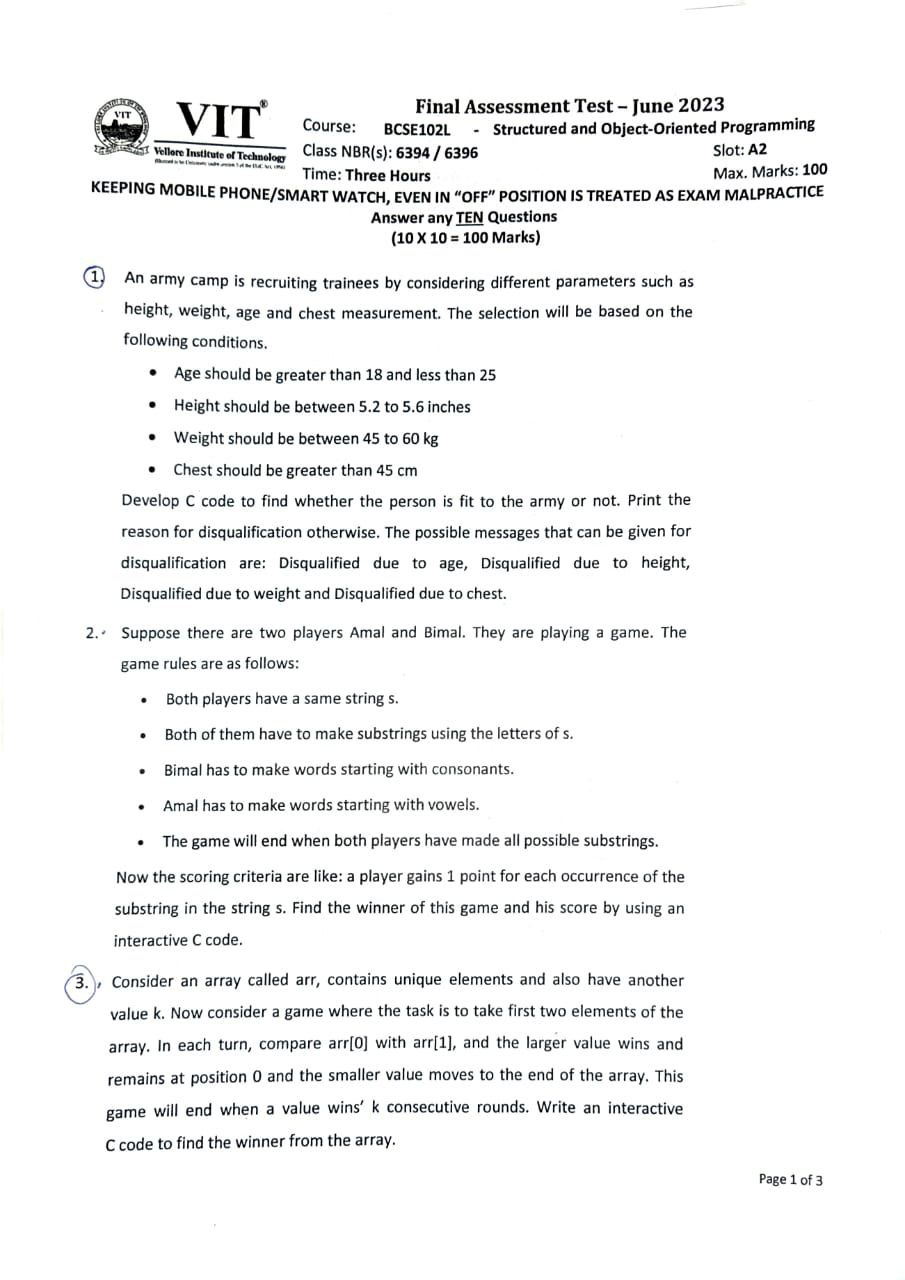 VIT®
Vellore Institute of Technology
Final Assessment Test – June 2023
Course: BCSE102L - Structured and Object-Oriented Programming
Class NBR(s): 6394 / 6396 Slot: A2
Time: Three Hours Max. Marks: 100
KEEPING MOBILE PHONE/SMART WATCH, EVEN IN “OFF” POSITION IS TREATED AS EXAM MALPRACTICE
Answer any TEN Questions
(10 X 10 = 100 Marks)
1. An army camp is recruiting trainees by considering different parameters such as
height, weight, age and chest measurement. The selection will be based on the
following conditions.
• Age should be greater than 18 and less than 25
• Height should be between 5.2 to 5.6 inches
• Weight should be between 45 to 60 kg
• Chest should be greater than 45 cm
Develop C code to find whether the person is fit to the army or not. Print the
reason for disqualification otherwise. The possible messages that can be given for
disqualification are: Disqualified due to age, Disqualified due to height,
Disqualified due to weight and Disqualified due to chest.
2. Suppose there are two players Amal and Bimal. They are playing a game. The
game rules are as follows:
• Both players have a same string s.
• Both of them have to make substrings using the letters of s.
• Bimal has to make words starting with consonants.
• Amal has to make words starting with vowels.
• The game will end when both players have made all possible substrings.
Now the scoring criteria are like: a player gains 1 point for each occurrence of the
substring in the string s. Find the winner of this game and his score by using an
interactive C code.
3. Consider an array called arr, contains unique elements and also have another
value k. Now consider a game where the task is to take first two elements of the
array. In each turn, compare arr[0] with arr[1], and the larger value wins and
remains at position 0 and the smaller value moves to the end of the array. This
game will end when a value wins’ k consecutive rounds. Write an interactive
C code to find the winner from the array.
Page 1 of 3